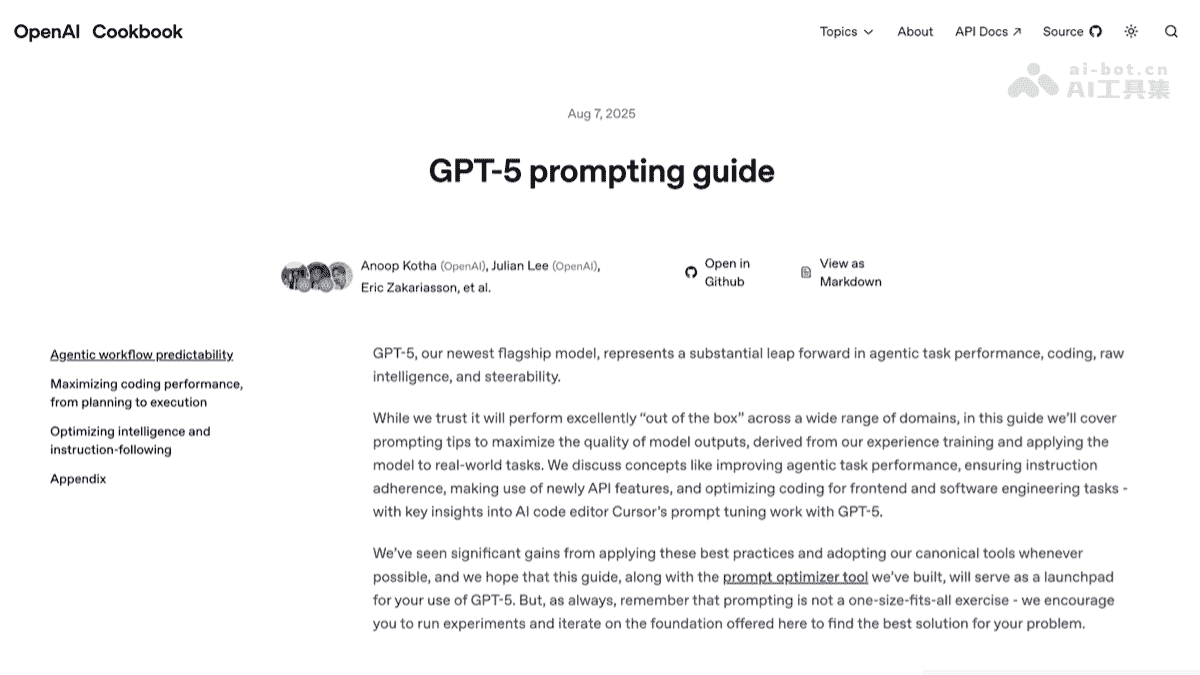 OpenAI Cookbook
Topics About API Docs ↗ Source
ai-bot.cn
AI工具集
Aug 7, 2025
GPT-5 prompting guide
Anoop Kotha (OpenAI), Julian Lee (OpenAI),
Eric Zakariasson, et al.
Open in
Github
View as
Markdown
Agentic workflow predictability
Maximizing coding performance,
from planning to execution
Optimizing intelligence and
instruction-following
Appendix
GPT-5, our newest flagship model, represents a substantial leap forward in agentic task performance, coding, raw
intelligence, and steerability.
While we trust it will perform excellently “out of the box” across a wide range of domains, in this guide we’ll cover
prompting tips to maximize the quality of model outputs, derived from our experience training and applying the
model to real-world tasks. We discuss concepts like improving agentic task performance, ensuring instruction
adherence, making use of newly API features, and optimizing coding for frontend and software engineering tasks -
with key insights into AI code editor Cursor’s prompt tuning work with GPT-5.
We’ve seen significant gains from applying these best practices and adopting our canonical tools whenever
possible, and we hope that this guide, along with the prompt optimizer tool we’ve built, will serve as a launchpad
for your use of GPT-5. But, as always, remember that prompting is not a one-size-fits-all exercise - we encourage
you to run experiments and iterate on the foundation offered here to find the best solution for your problem.